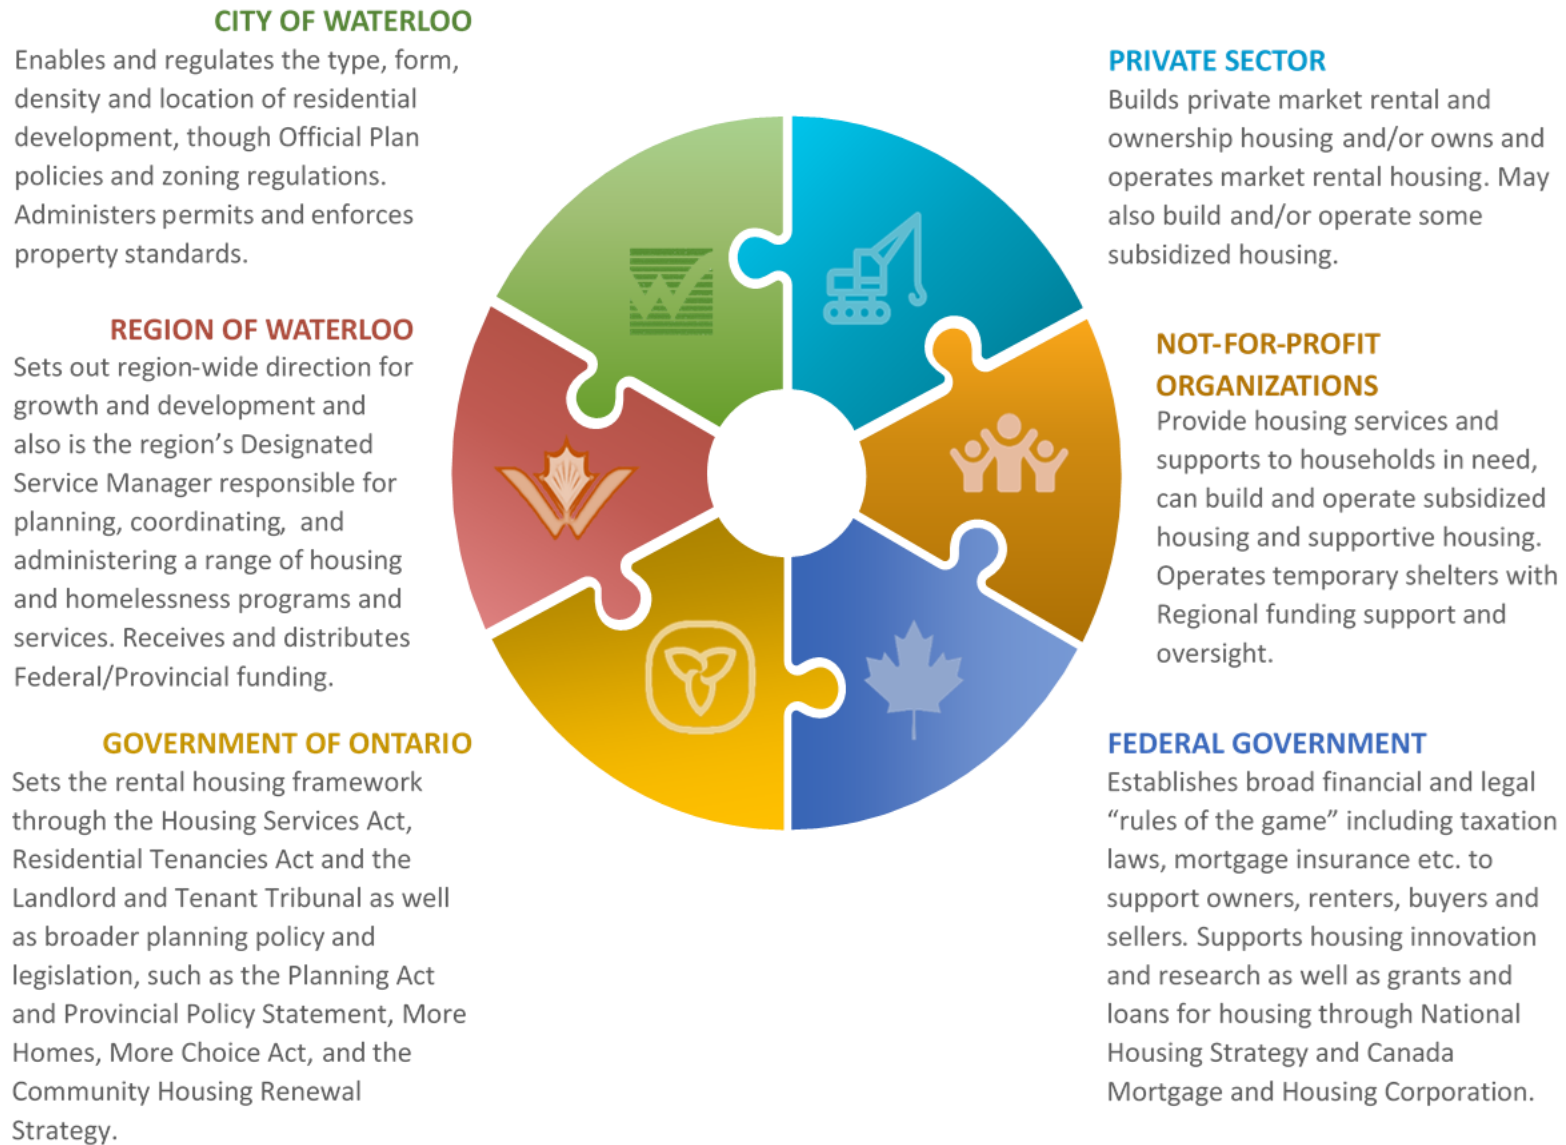 CITY OF WATERLOO
Enables and regulates the type, form,
density and location of residential
development, though Official Plan
policies and zoning regulations.
Administers permits and enforces
property standards.
REGION OF WATERLOO
Sets out region-wide direction for
growth and development and
also is the region's Designated
Service Manager responsible for
planning, coordinating, and
administering a range of housing
and homelessness programs and
services. Receives and distributes
Federal/Provincial funding.
GOVERNMENT OF ONTARIO
Sets the rental housing framework
through the Housing Services Act,
Residential Tenancies Act and the
Landlord and Tenant Tribunal as well
as broader planning policy and
legislation, such as the Planning Act
and Provincial Policy Statement, More
Homes, More Choice Act, and the
Community Housing Renewal
Strategy.
PRIVATE SECTOR
Builds private market rental and
ownership housing and/or owns and
operates market rental housing. May
also build and/or operate some
subsidized housing.
NOT-FOR-PROFIT
ORGANIZATIONS
Provide housing services and
supports to households in need,
can build and operate subsidized
housing and supportive housing.
Operates temporary shelters with
Regional funding support and
oversight.
FEDERAL GOVERNMENT
Establishes broad financial and legal
“rules of the game” including taxation
laws, mortgage insurance etc. to
support owners, renters, buyers and
sellers. Supports housing innovation
and research as well as grants and
loans for housing through National
Housing Strategy and Canada
Mortgage and Housing Corporation.